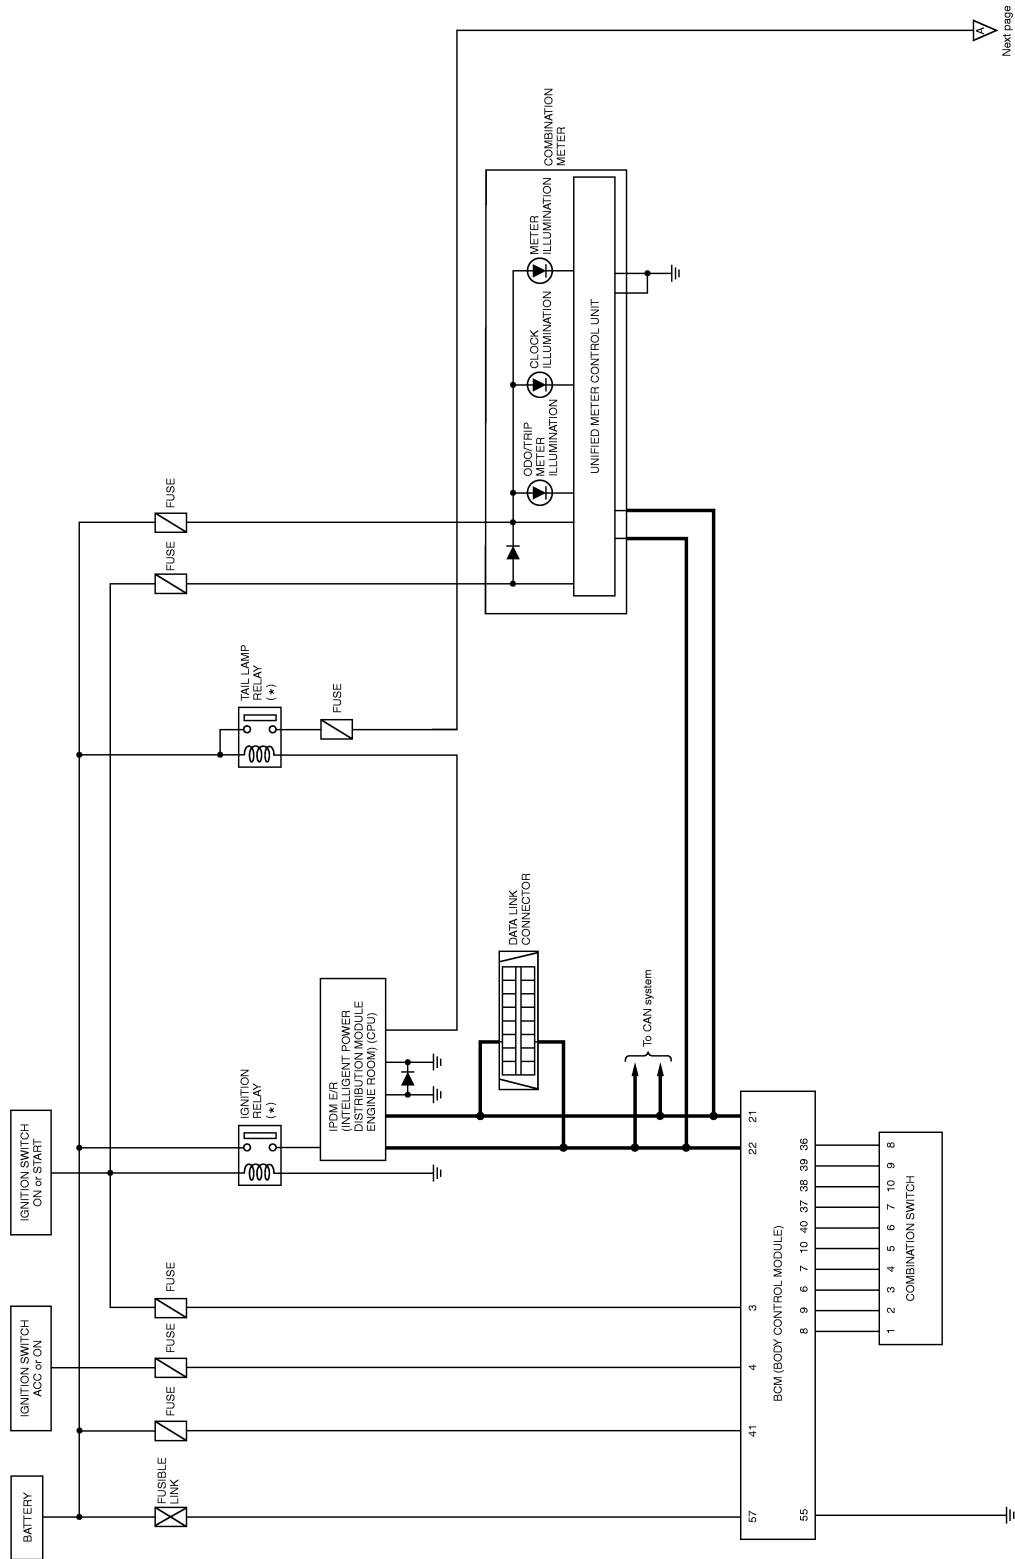 BATTERY
IGNITION SWITCH
ACC or ON
IGNITION SWITCH
ON or START
FUSIBLE
LINK
FUSE
FUSE
FUSE
IGNITION
RELAY
(*)
TAIL LAMP
RELAY
(*)
FUSE
FUSE
FUSE
IPDM E/R
(INTELLIGENT POWER
DISTRIBUTION MODULE
ENGINE ROOM) (CPU)
DATA LINK
CONNECTOR
To CAN system
COMBINATION
METER
ODO/TRIP
METER
ILLUMINATION
CLOCK
ILLUMINATION
METER
ILLUMINATION
UNIFIED METER CONTROL UNIT
57 41 4 3 22 21
BCM (BODY CONTROL MODULE)
55 8 9 6 7 10 40 37 38 39 36
1 2 3 4 5 6 7 10 9 8
COMBINATION SWITCH
A
Next page